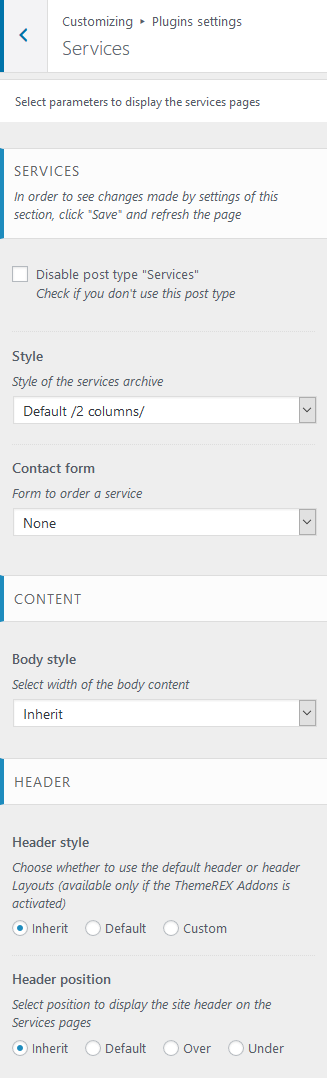 Customizing ▸ Plugins settings
Services
Select parameters to display the services pages
SERVICES
In order to see changes made by settings of this
section, click "Save" and refresh the page
Disable post type "Services"
Check if you don't use this post type
Style
Style of the services archive
Default /2 columns/
Contact form
Form to order a service
None
CONTENT
Body style
Select width of the body content
Inherit
HEADER
Header style
Choose whether to use the default header or header
Layouts (available only if the ThemeREX Addons is
activated)
Inherit Default Custom
Header position
Select position to display the site header on the
Services pages
Inherit Default Over Under